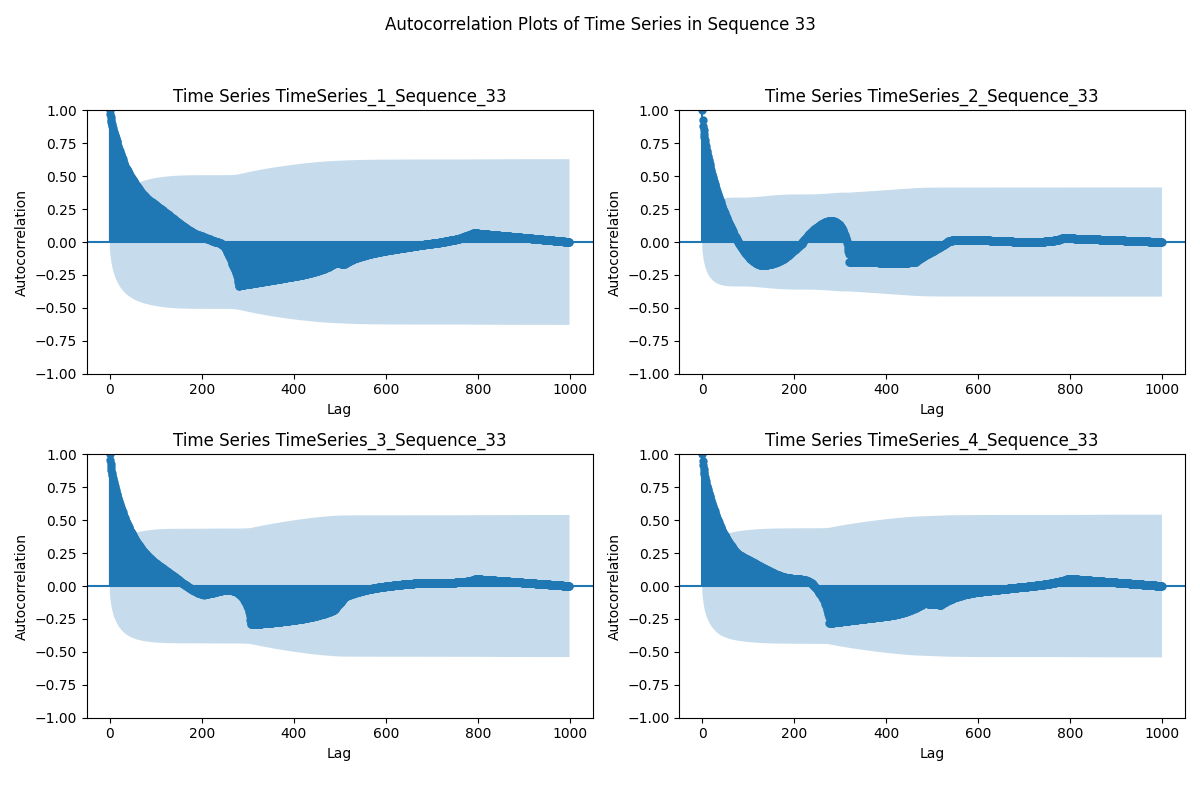 Autocorrelation Plots of Time Series in Sequence 33
Time Series TimeSeries_1_Sequence_33
1.00
0.75
0.50
0.25
0.00
−0.25
−0.50
−0.75
−1.00
Autocorrelation
0 200 400 600 800 1000
Lag
Time Series TimeSeries_2_Sequence_33
1.00
0.75
0.50
0.25
0.00
−0.25
−0.50
−0.75
−1.00
Autocorrelation
0 200 400 600 800 1000
Lag
Time Series TimeSeries_3_Sequence_33
1.00
0.75
0.50
0.25
0.00
−0.25
−0.50
−0.75
−1.00
Autocorrelation
0 200 400 600 800 1000
Lag
Time Series TimeSeries_4_Sequence_33
1.00
0.75
0.50
0.25
0.00
−0.25
−0.50
−0.75
−1.00
Autocorrelation
0 200 400 600 800 1000
Lag